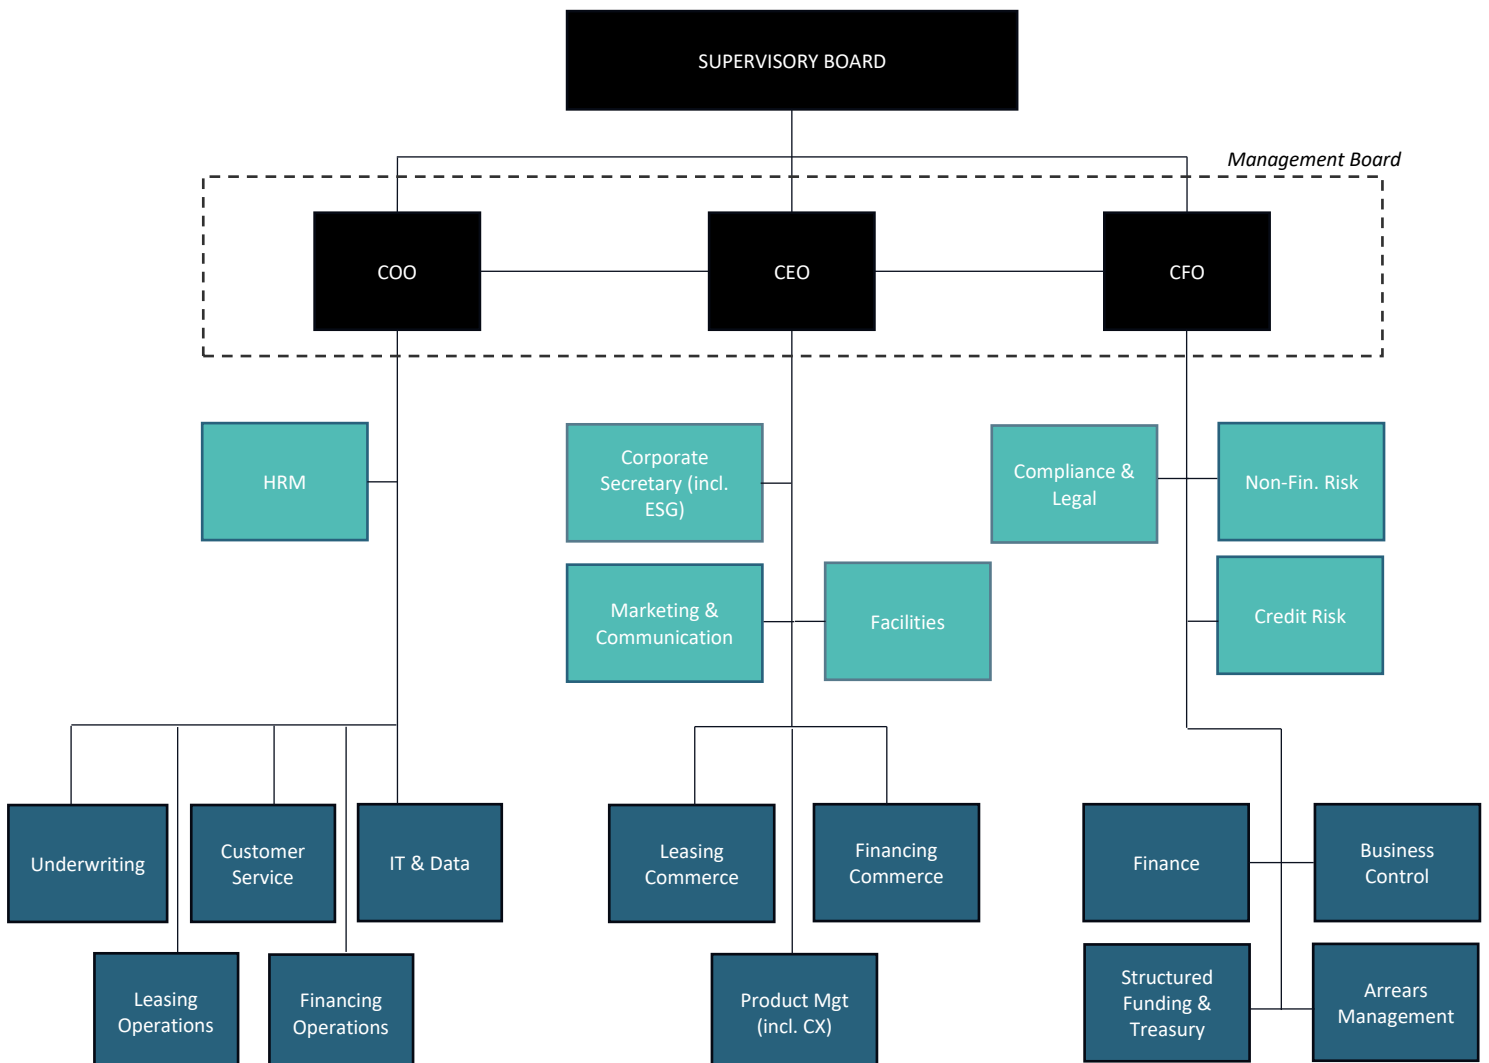 SUPERVISORY BOARD
Management Board
COO
CEO
CFO
HRM
Corporate
Secretary (incl.
ESG)
Compliance &
Legal
Non-Fin. Risk
Marketing &
Communication
Facilities
Credit Risk
Underwriting
Customer
Service
IT & Data
Leasing
Commerce
Financing
Commerce
Finance
Business
Control
Leasing
Operations
Financing
Operations
Product Mgt
(incl. CX)
Structured
Funding &
Treasury
Arrears
Management